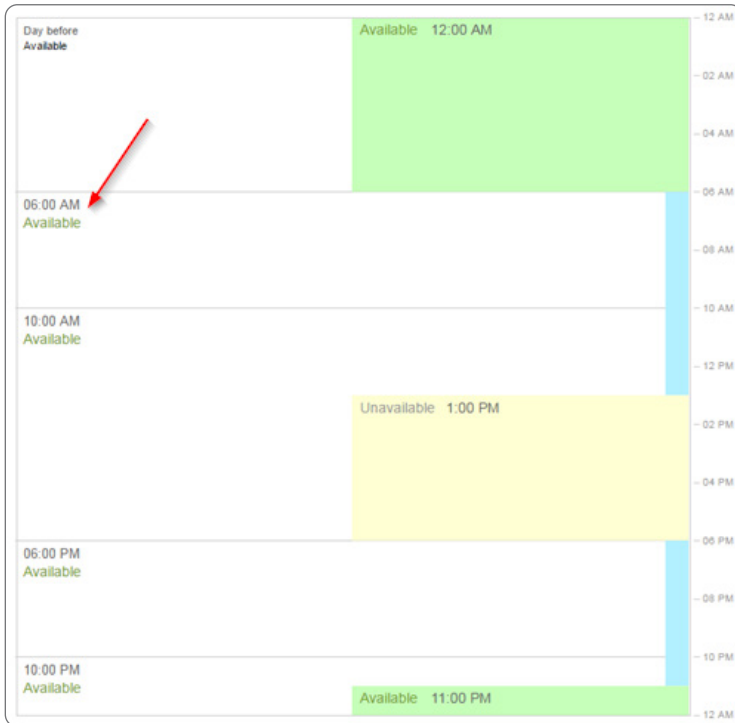 Day before
Available
Available 12:00 AM
12 AM
02 AM
04 AM
06 AM
06:00 AM
Available
08 AM
10 AM
10:00 AM
Available
12 PM
Unavailable 1:00 PM
02 PM
04 PM
06 PM
06:00 PM
Available
08 PM
10 PM
10:00 PM
Available
Available 11:00 PM
12 AM